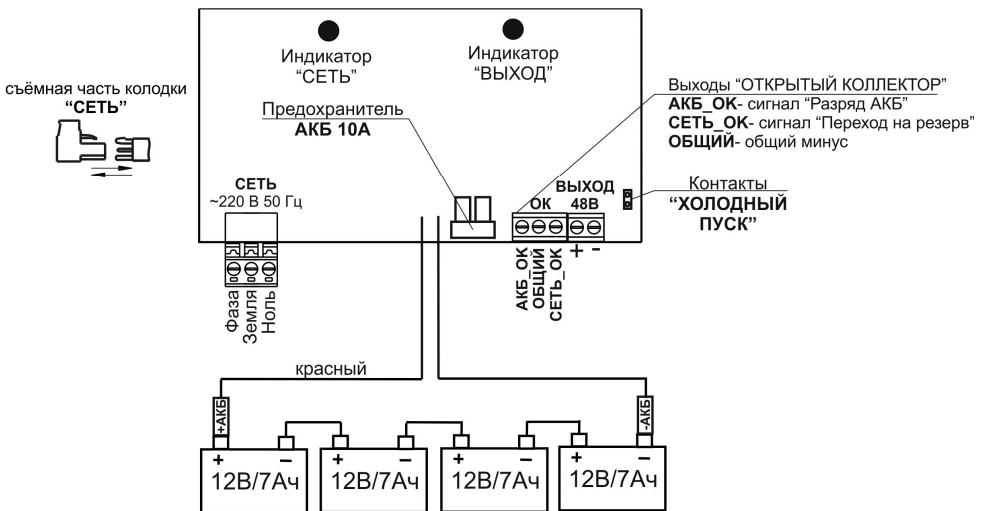 Индикатор
“СЕТЬ”
Индикатор
“ВЫХОД”
съёмная часть колодки
“СЕТЬ”
Предохранитель
АКБ 10А
Выходы “ОТКРЫТЫЙ КОЛЛЕКТОР”
АКБ_ОК- сигнал “Разряд АКБ”
СЕТЬ_ОК- сигнал “Переход на резерв”
ОБЩИЙ- общий минус
СЕТЬ
~220 В 50 Гц
ВЫХОД
ОК 48В
Контакты
“ХОЛОДНЫЙ
ПУСК”
+ -
АКБ_ОК
ОБЩИЙ
СЕТЬ_ОК
Фаза
Земля
Ноль
красный
+АКБ
-АКБ
+ –
12В/7Ач
+ –
12В/7Ач
+ –
12В/7Ач
+ –
12В/7Ач